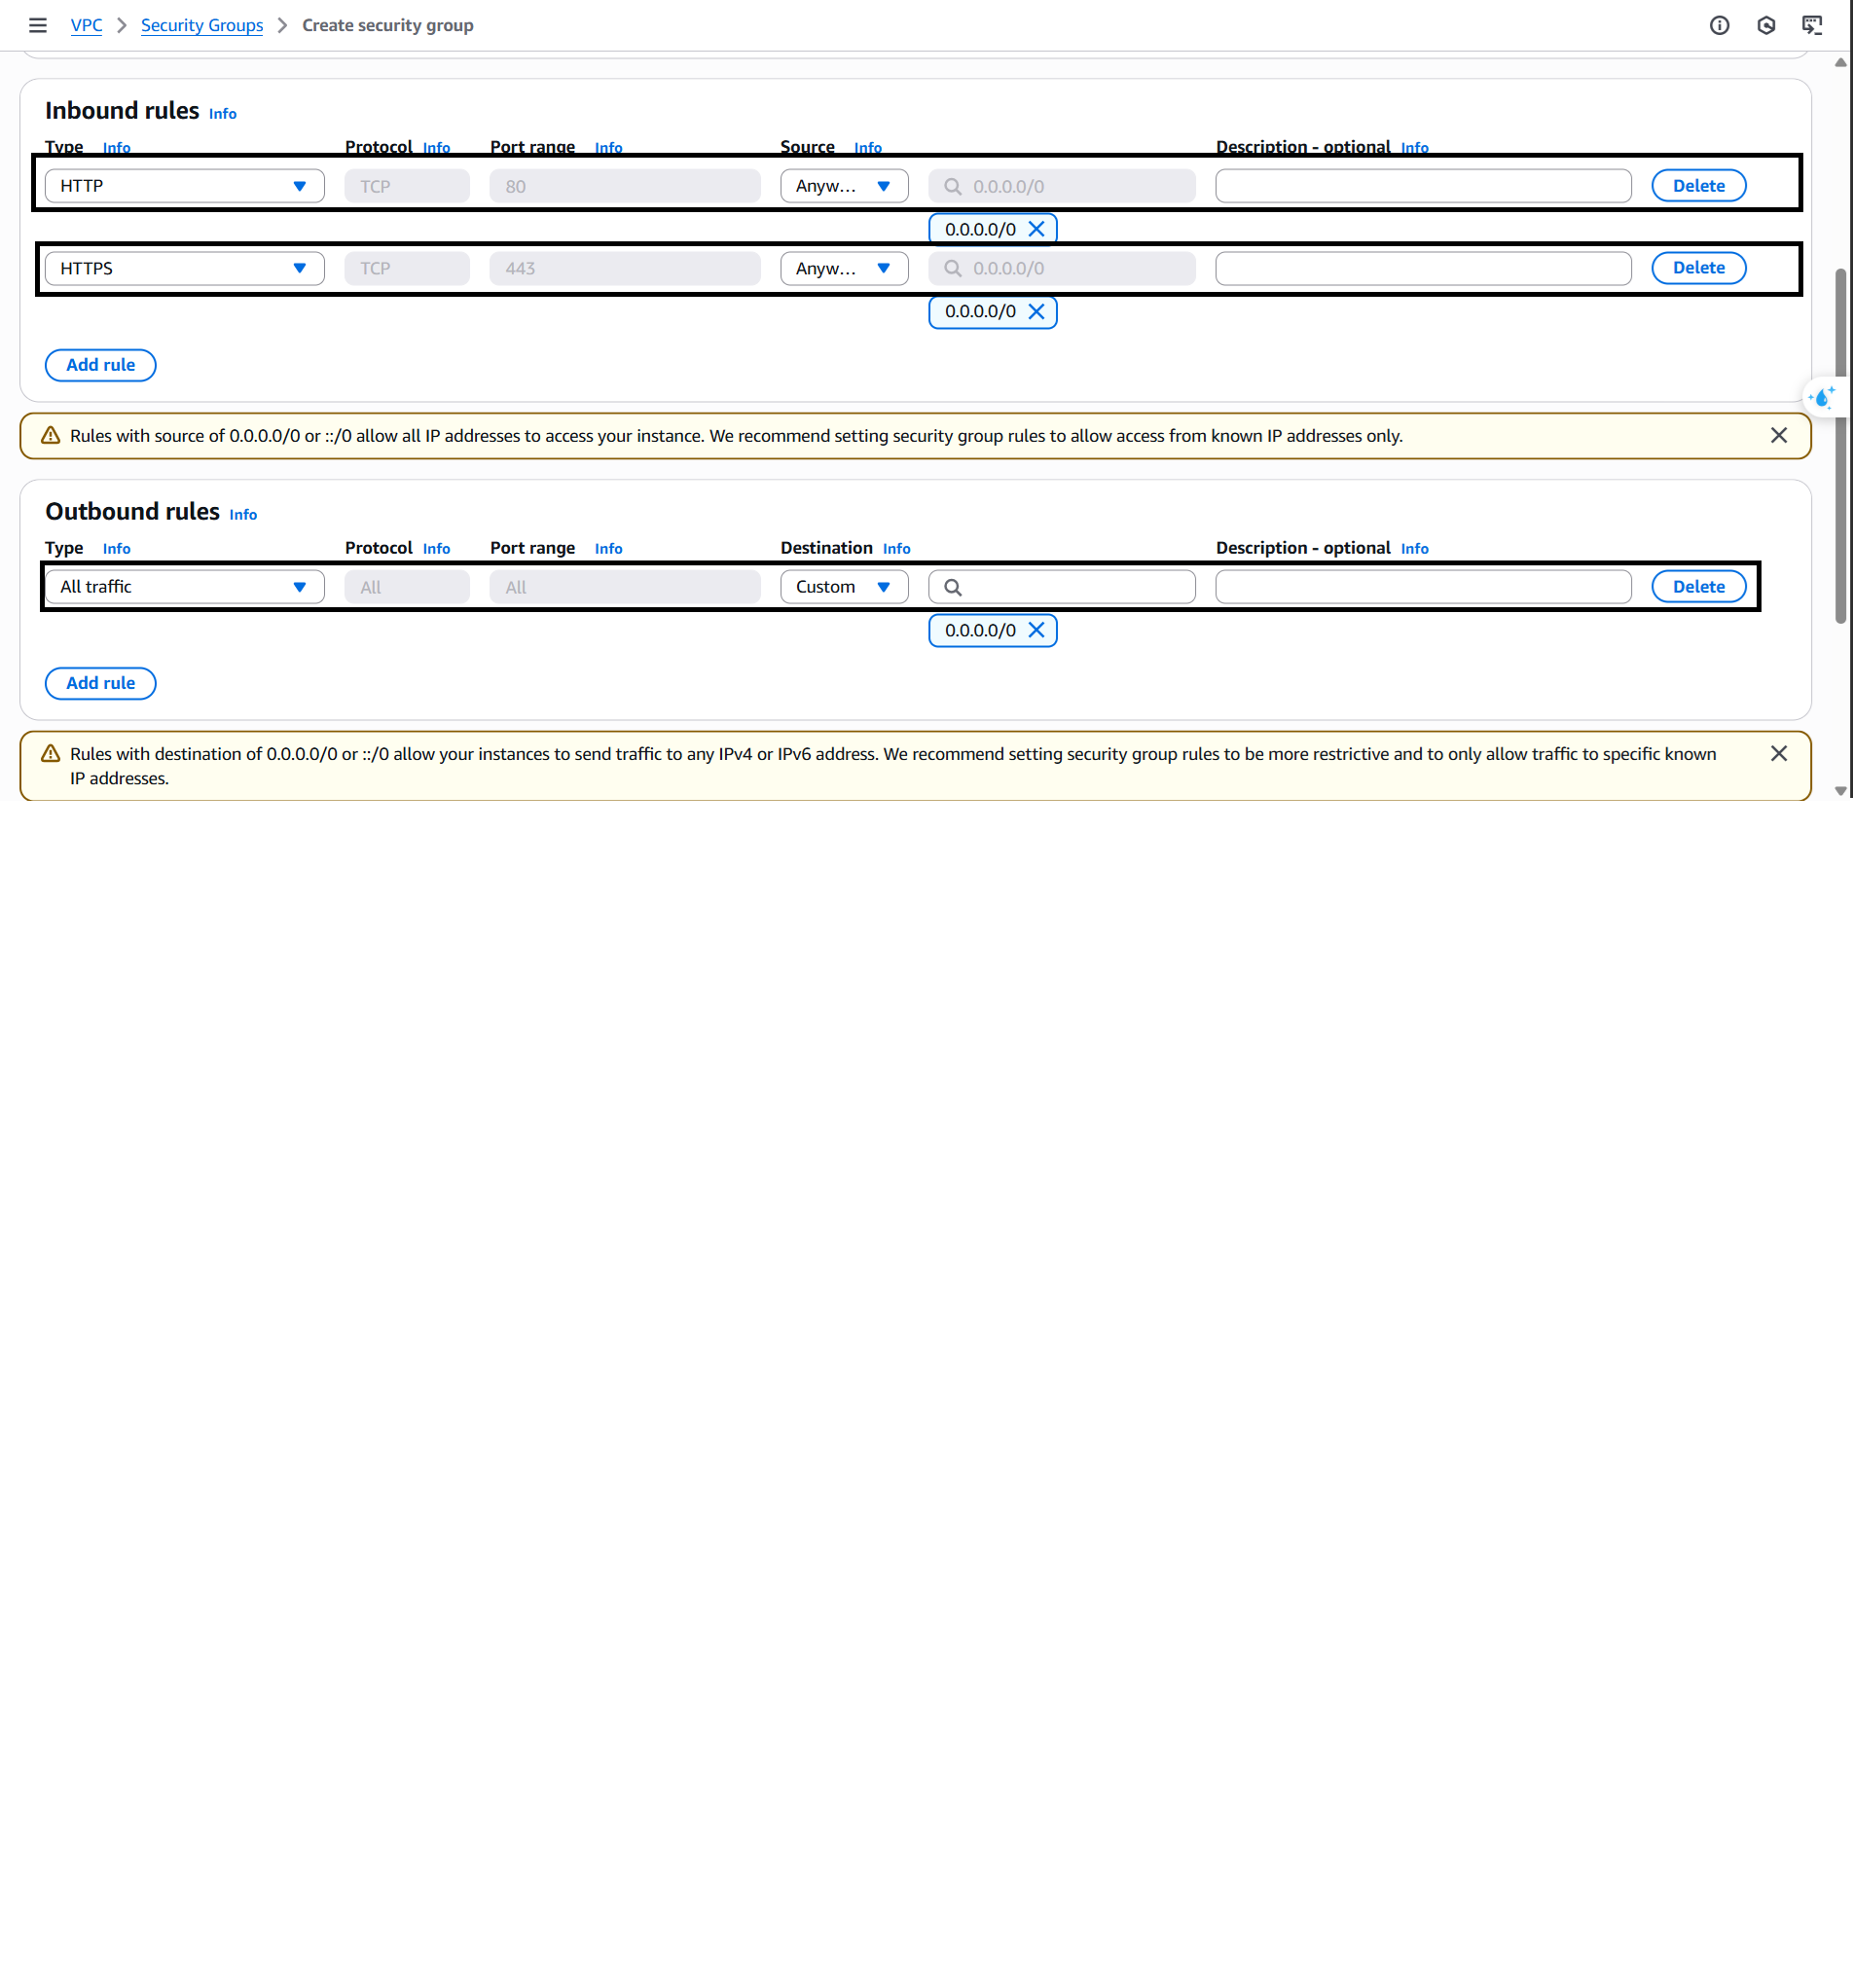 VPC > Security Groups > Create security group
Inbound rules Info
Type Info Protocol Info Port range Info Source Info Description - optional Info
HTTP TCP 80 Anyw... 0.0.0.0/0 Delete
0.0.0.0/0
HTTPS TCP 443 Anyw... 0.0.0.0/0 Delete
0.0.0.0/0
Add rule
Rules with source of 0.0.0.0/0 or ::/0 allow all IP addresses to access your instance. We recommend setting security group rules to allow access from known IP addresses only.
Outbound rules Info
Type Info Protocol Info Port range Info Destination Info Description - optional Info
All traffic All All Custom Delete
0.0.0.0/0
Add rule
Rules with destination of 0.0.0.0/0 or ::/0 allow your instances to send traffic to any IPv4 or IPv6 address. We recommend setting security group rules to be more restrictive and to only allow traffic to specific known
IP addresses.